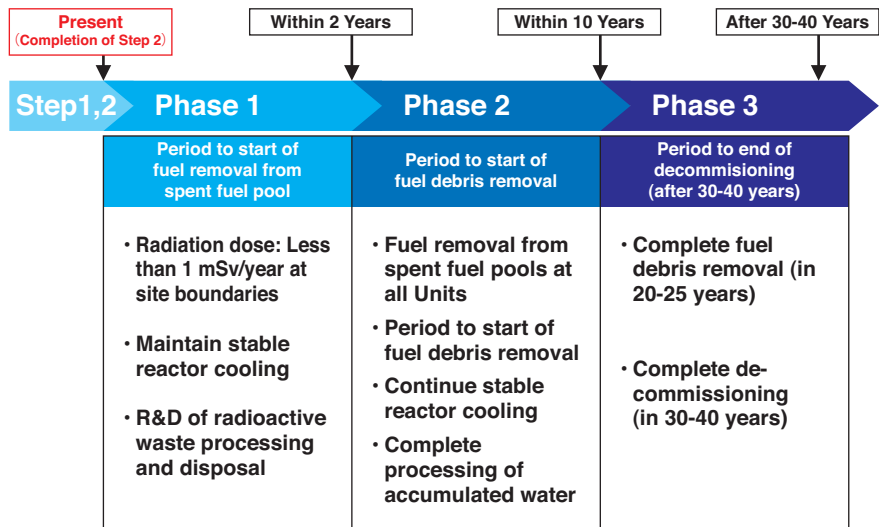 Present
(Completion of Step 2)
Within 2 Years
Within 10 Years
After 30-40 Years
Step1,2
Phase 1
Phase 2
Phase 3
Period to start of
fuel removal from
spent fuel pool
Period to start of
fuel debris removal
Period to end of
decommisioning
(after 30-40 years)
・Radiation dose: Less
than 1 mSv/year at
site boundaries
・Maintain stable
reactor cooling
・R&D of radioactive
waste processing
and disposal
・Fuel removal from
spent fuel pools at
all Units
・Period to start of
fuel debris removal
・Continue stable
reactor cooling
・Complete
processing of
accumulated water
・Complete fuel
debris removal (in
20-25 years)
・Complete de-
commissioning
(in 30-40 years)